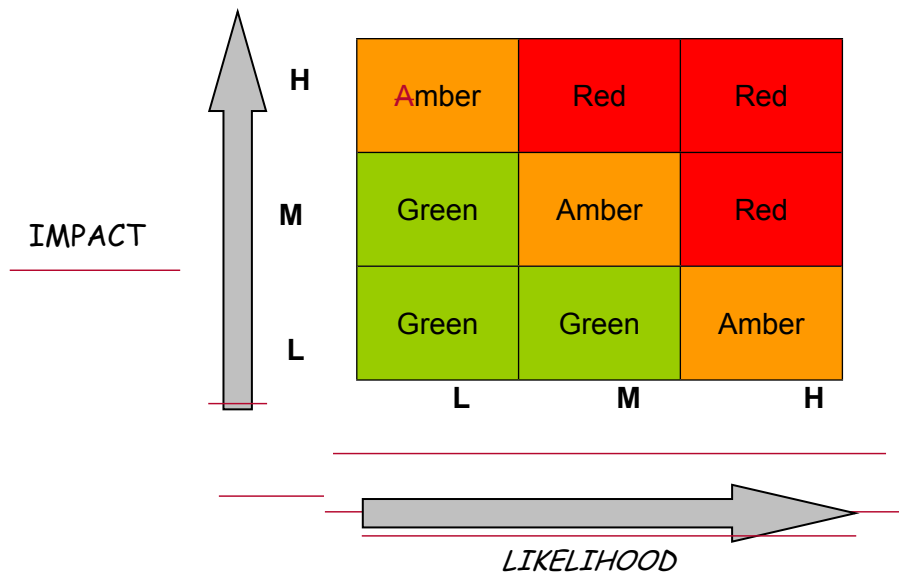 H Amber Red Red
M Green Amber Red
IMPACT
L Green Green Amber
L M H
LIKELIHOOD